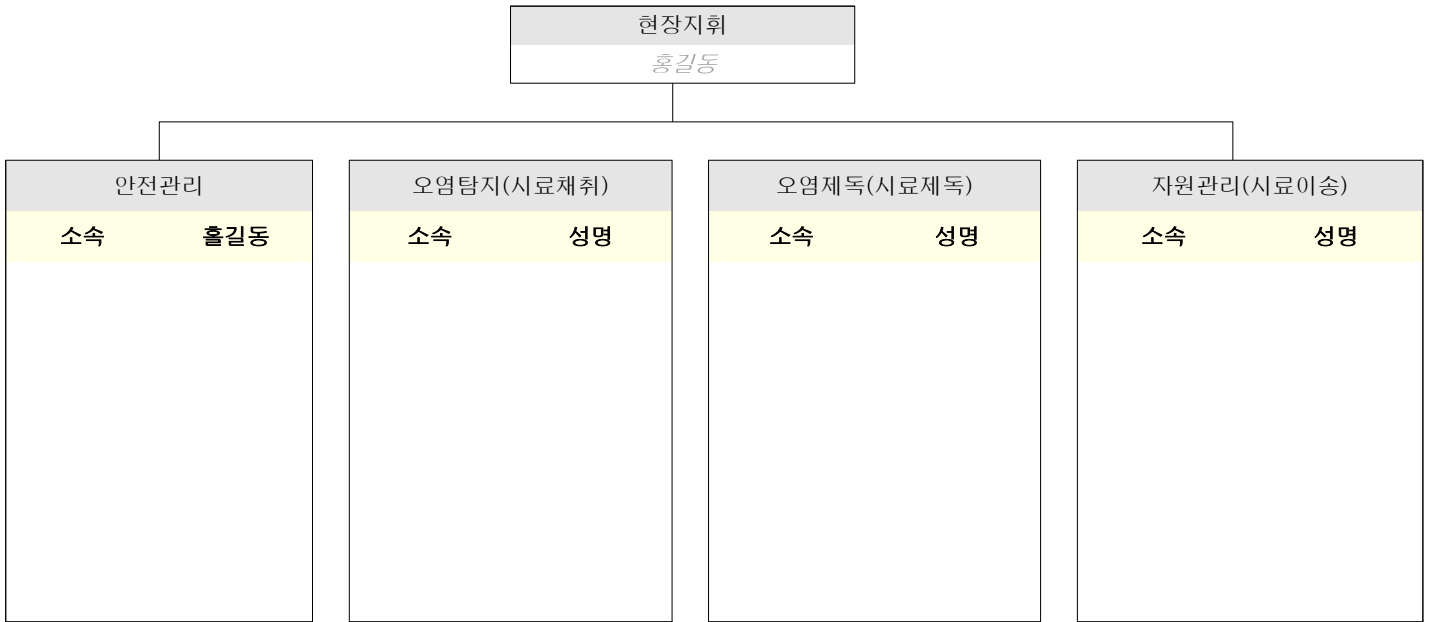 현장지휘
홍길동
안전관리
소속 홀길동
오염탐지(시료채취)
소속 성명
오염제독(시료제독)
소속 성명
자원관리(시료이송)
소속 성명